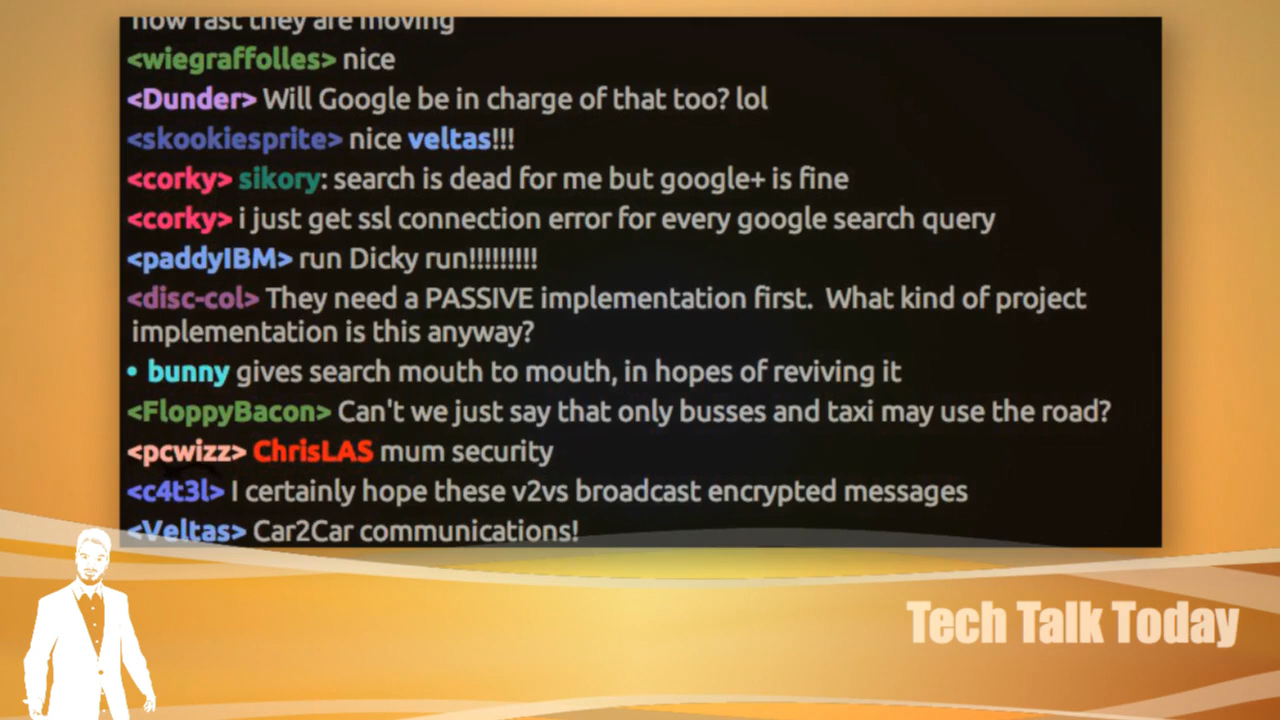 how fast they are moving
<wiegraffolles> nice
<Dunder> Will Google be in charge of that too? lol
<skookiesprite> nice veltas!!!
<corky> sikory: search is dead for me but google+ is fine
<corky> i just get ssl connection error for every google search query
<paddyIBM> run Dicky run!!!!!!!!!
<disc-col> They need a PASSIVE implementation first.  What kind of project
implementation is this anyway?
• bunny gives search mouth to mouth, in hopes of reviving it
<FloppyBacon> Can't we just say that only busses and taxi may use the road?
<pcwizz> ChrisLAS mum security
<c4t3l> I certainly hope these v2vs broadcast encrypted messages
<Veltas> Car2Car communications!
Tech Talk Today